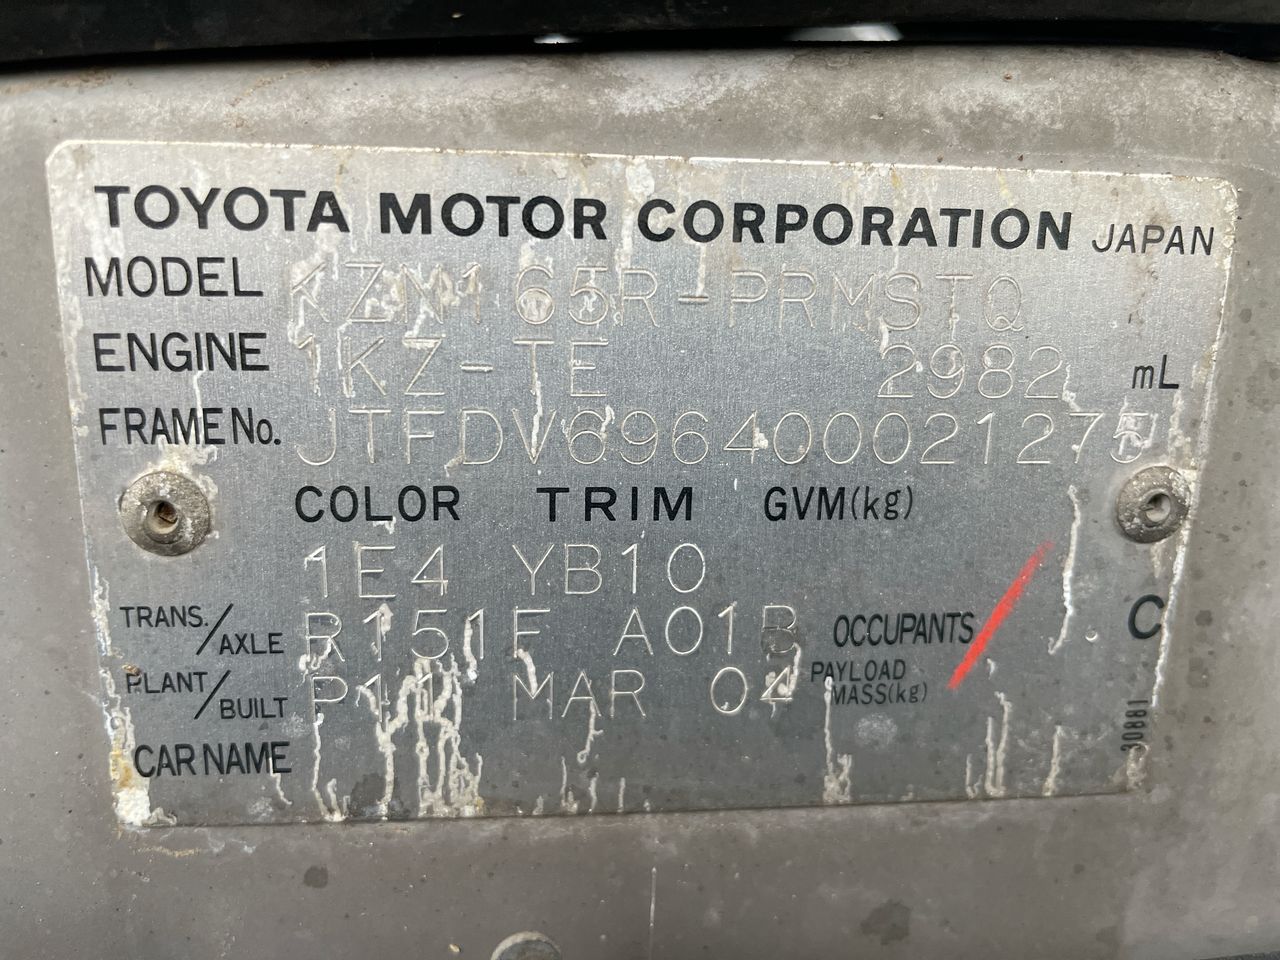 TOYOTA MOTOR CORPORATION JAPAN
MODEL KZN165R-PRMSTQ
ENGINE 1KZ-TE 2982 mL
FRAME No. JTFDV696400021275
COLOR TRIM GVM(kg)
1E4 YB10
TRANS./AXLE R151F A01B OCCUPANTS C
PLANT/BUILT P11 MAR 04 PAYLOAD MASS(kg)
CAR NAME
30881